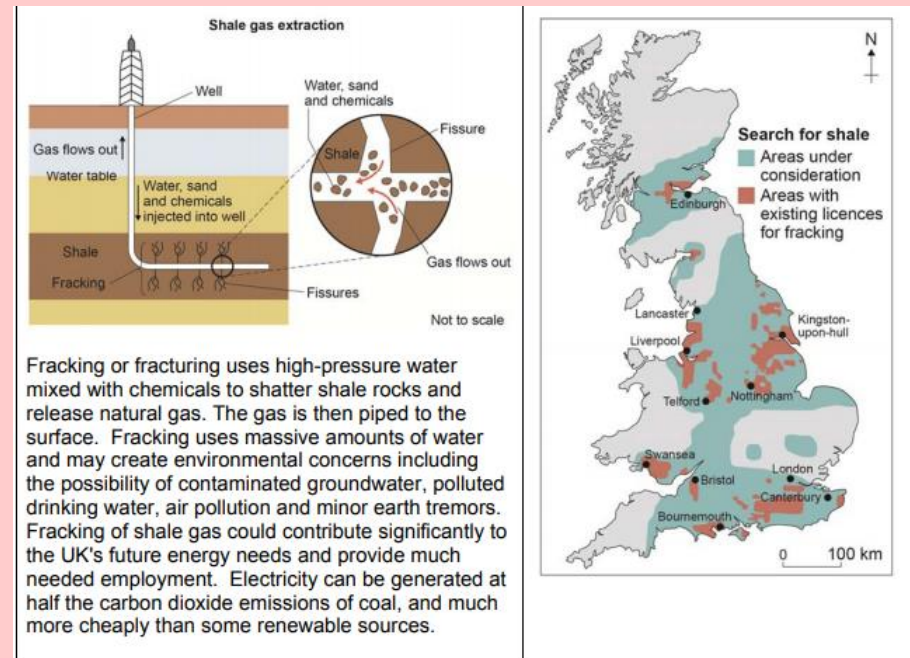 Shale gas extraction
Well
Water, sand
and chemicals
Fissure
Shale
Gas flows out
Water table
Water, sand
and chemicals
injected into well
Shale
Fracking
Gas flows out
Fissures
Not to scale
Fracking or fracturing uses high-pressure water
mixed with chemicals to shatter shale rocks and
release natural gas. The gas is then piped to the
surface. Fracking uses massive amounts of water
and may create environmental concerns including
the possibility of contaminated groundwater, polluted
drinking water, air pollution and minor earth tremors.
Fracking of shale gas could contribute significantly to
the UK's future energy needs and provide much
needed employment. Electricity can be generated at
half the carbon dioxide emissions of coal, and much
more cheaply than some renewable sources.
N
Search for shale
Areas under
consideration
Areas with
existing licences
for fracking
Edinburgh
Lancaster
Kingston-
upon-hull
Liverpool
Telford
Nottingham
Swansea
Bristol
London
Canterbury
Bournemouth
0 100 km